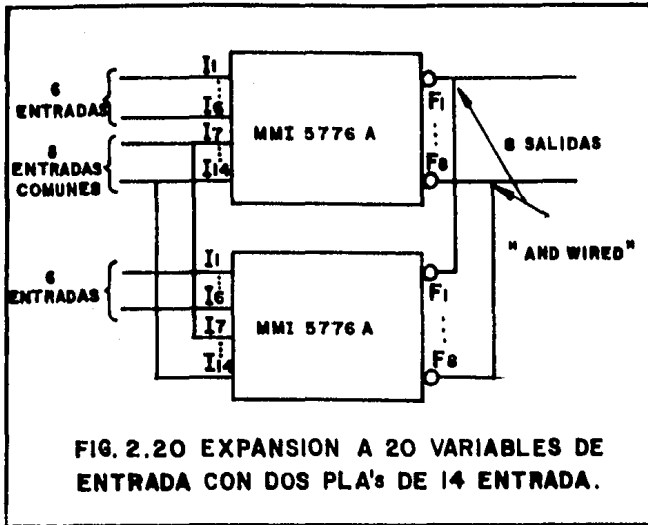 6
ENTRADAS
8
ENTRADAS
COMUNES
I1
I6
I7
I14
MMI 5776 A
F1
F8
8 SALIDAS
" AND WIRED"
6
ENTRADAS
I1
I6
I7
I14
MMI 5776 A
F1
F8
FIG. 2.20 EXPANSION A 20 VARIABLES DE
ENTRADA CON DOS PLA's DE 14 ENTRADA.